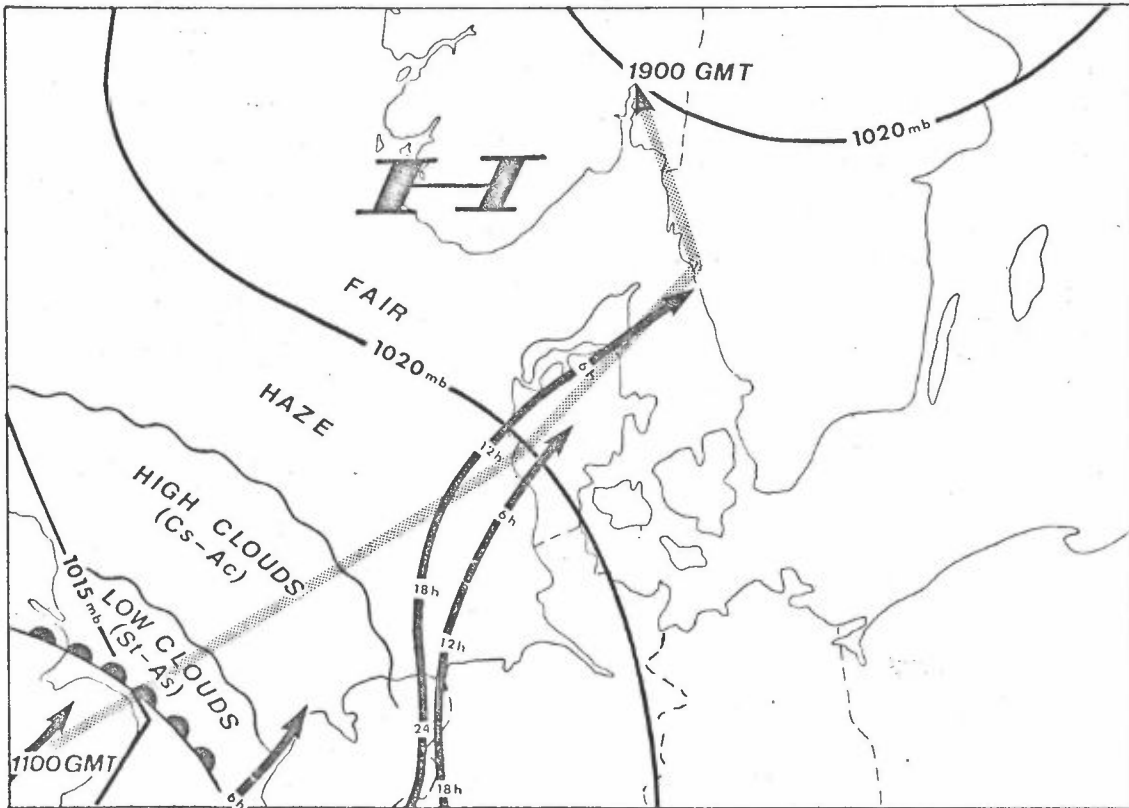 1900 GMT
1020 mb
H
FAIR
1020 mb
HAZE
6h
12h
HIGH CLOUDS
(Cs-Ac)
6h
1015 mb
18h
LOW CLOUDS
(St-As)
12h
24
1100 GMT
6h
18h